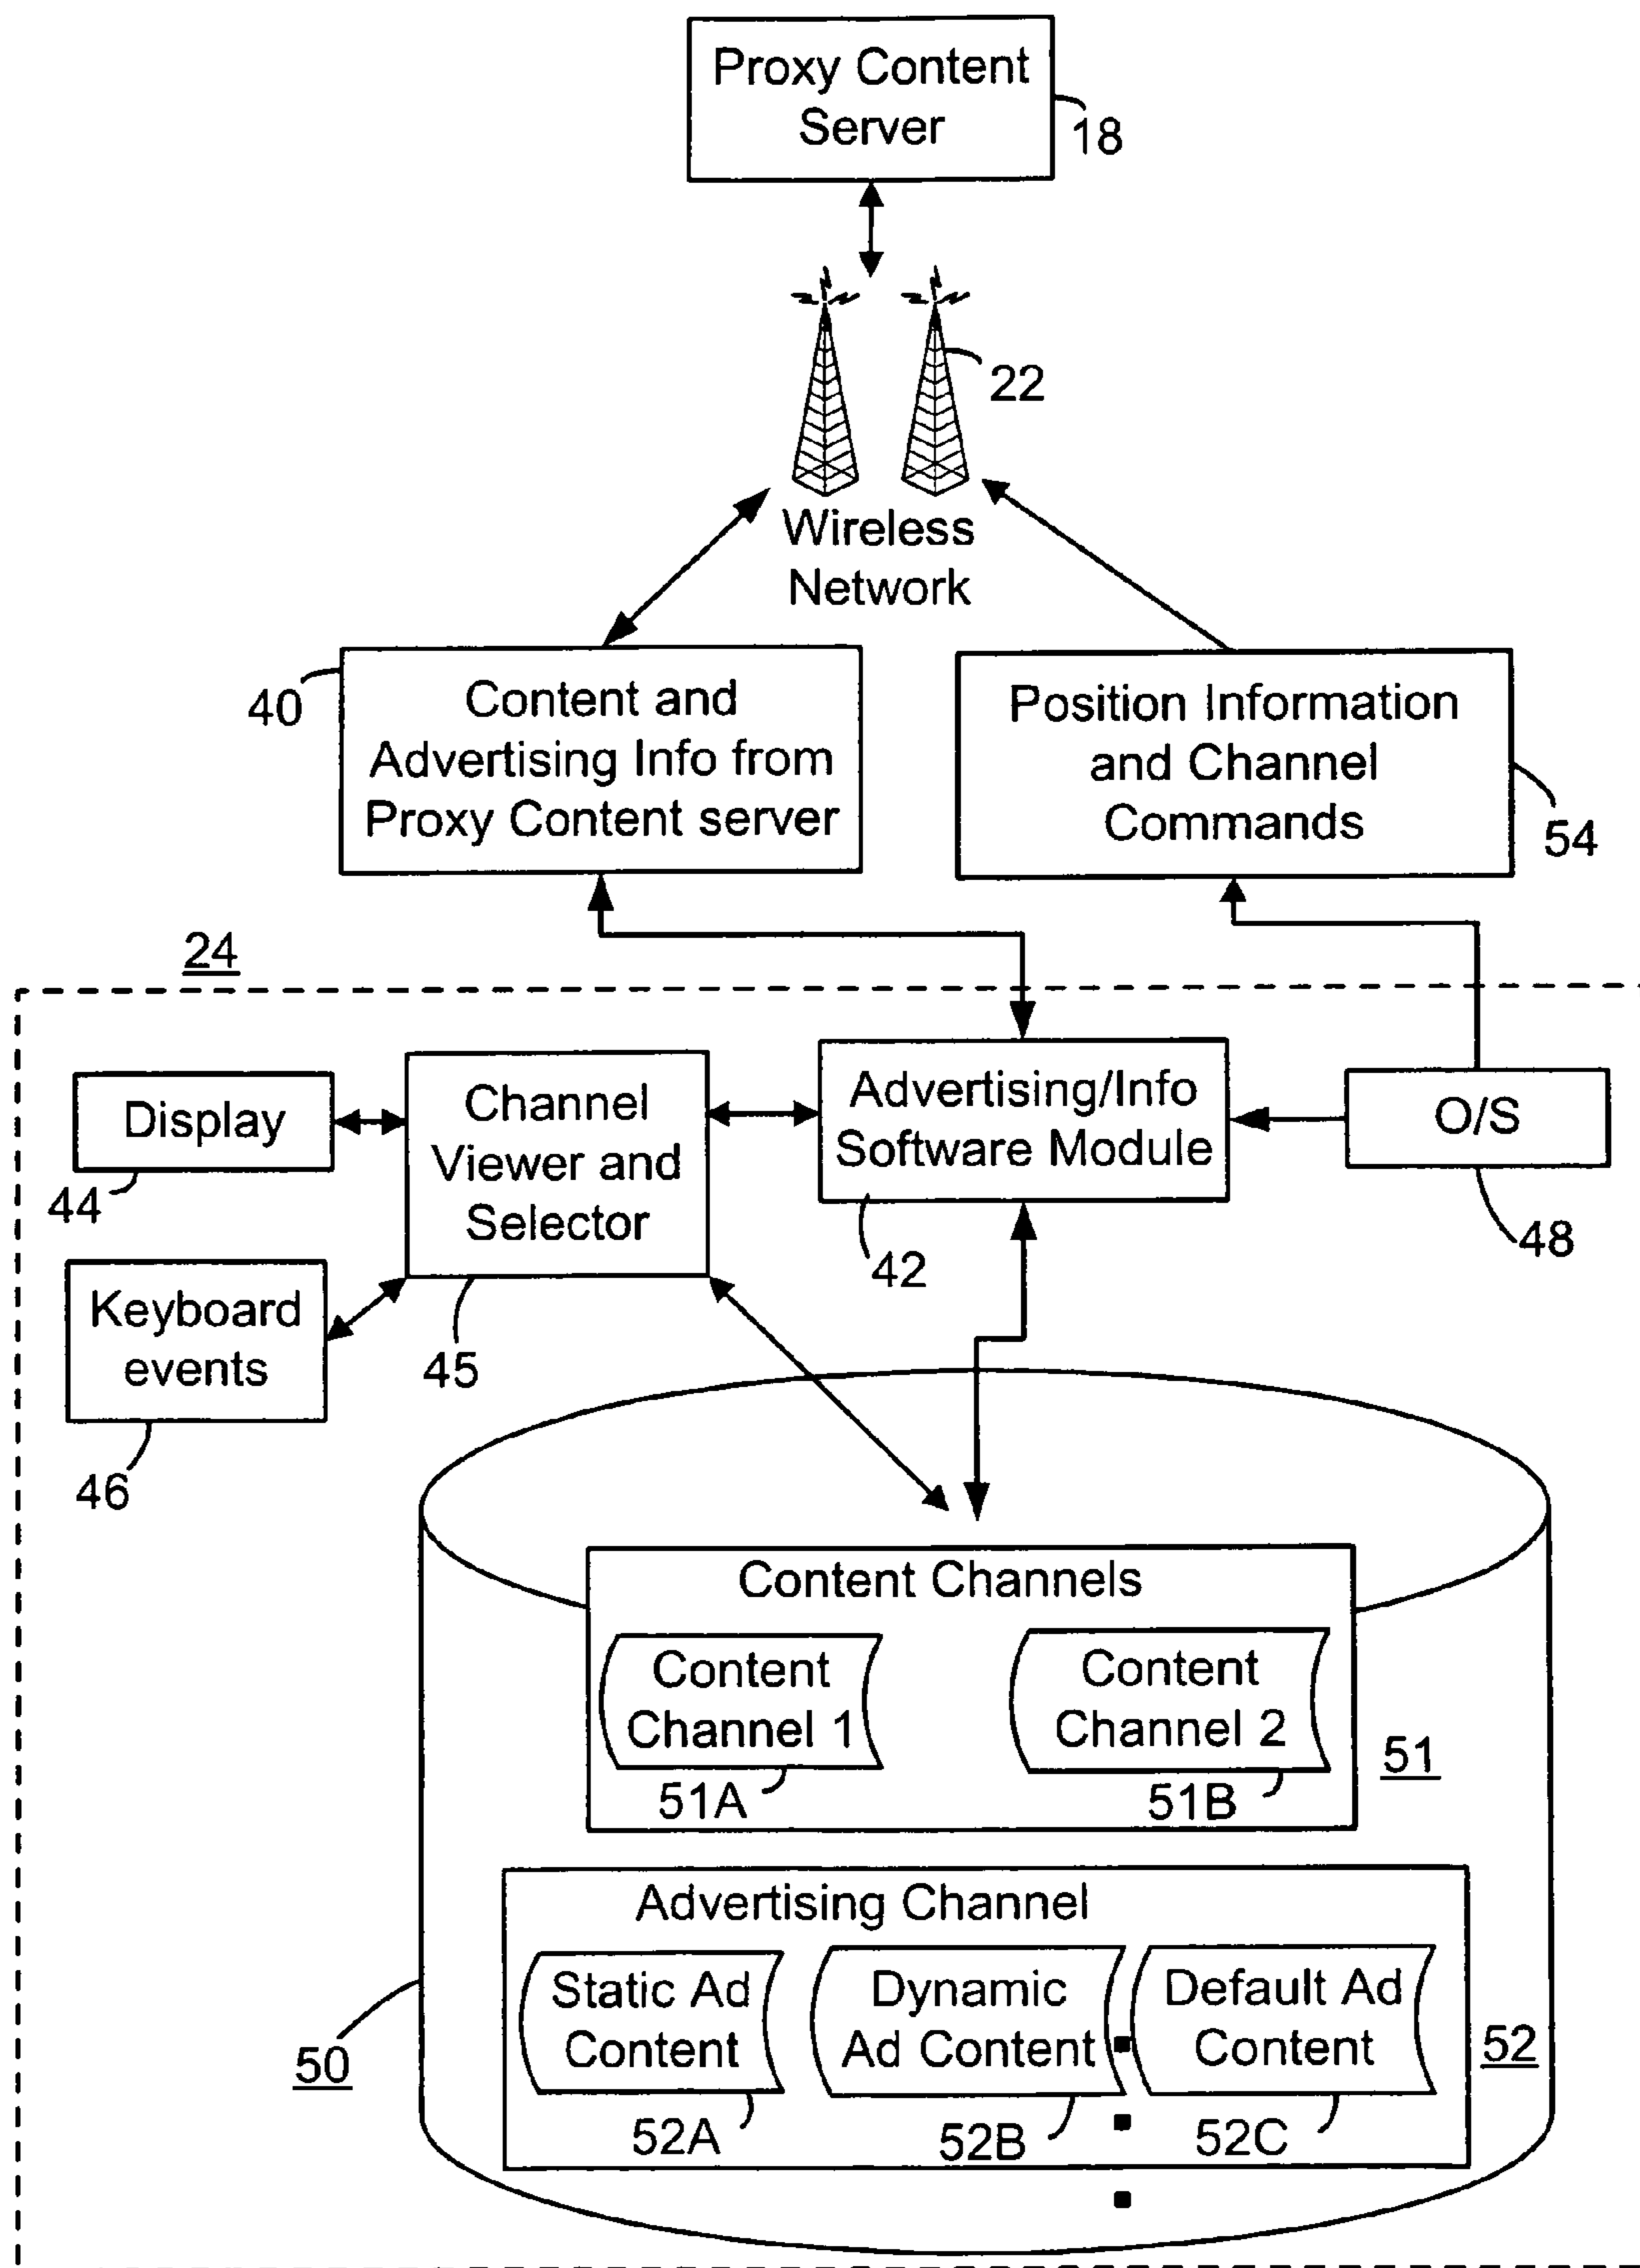 Proxy Content
Server
18
22
Wireless
Network
40
Content and
Advertising Info from
Proxy Content server
Position Information
and Channel
Commands
54
24
Display
44
Channel
Viewer and
Selector
45
Advertising/Info
Software Module
42
O/S
48
Keyboard
events
46
Content Channels
Content
Channel 1
51A
Content
Channel 2
51B
51
Advertising Channel
Static Ad
Content
52A
Dynamic
Ad Content
52B
Default Ad
Content
52C
52
50